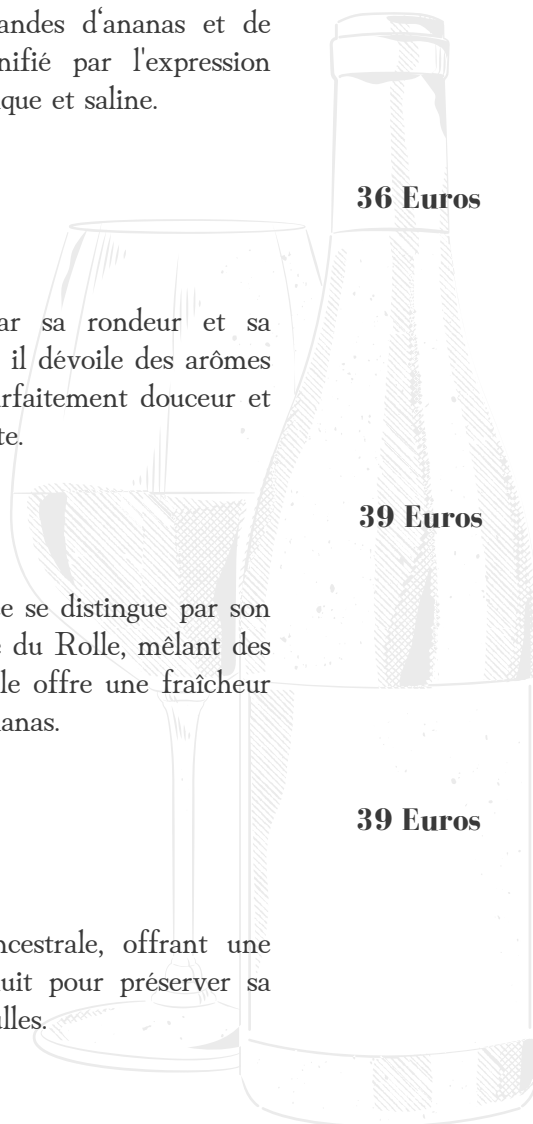 andes d‘ananas et de
nifié par l'expression
que et saline.
36 Euros
ar sa rondeur et sa
il dévoile des arômes
rfaitement douceur et
te.
39 Euros
e se distingue par son
du Rolle, mêlant des
le offre une fraîcheur
anas.
39 Euros
ncestrale, offrant une
uit pour préserver sa
lles.